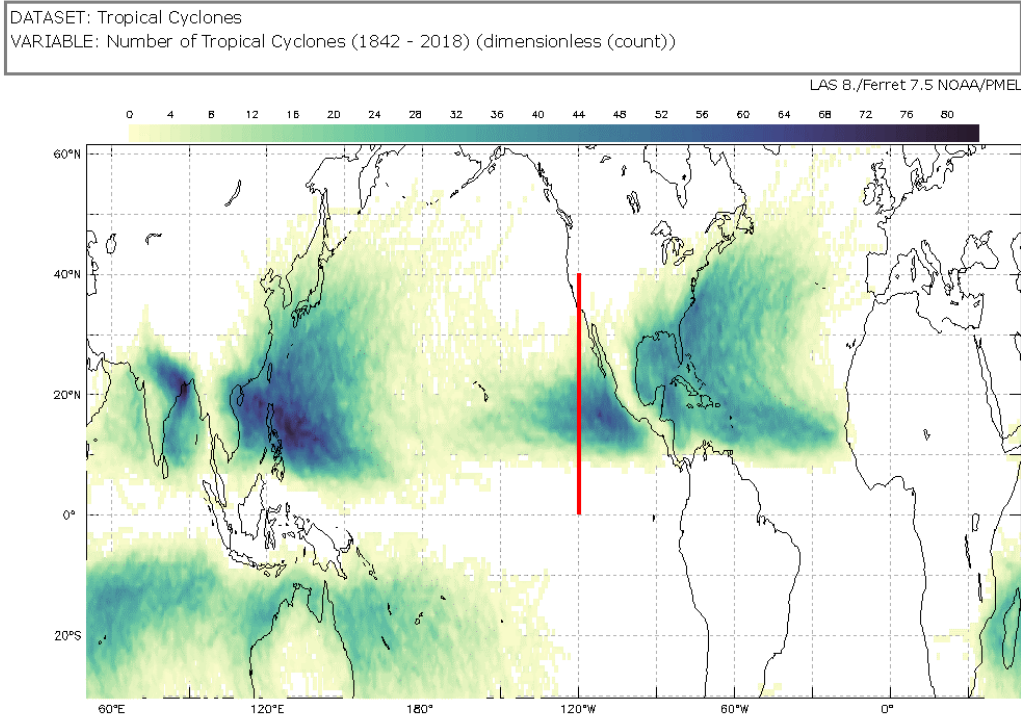 DATASET: Tropical Cyclones
VARIABLE: Number of Tropical Cyclones (1842 - 2018) (dimensionless (count))
LAS 8./Ferret 7.5 NOAA/PMEL
0 4 8 12 16 20 24 28 32 36 40 44 48 52 56 60 64 68 72 76 80
60°N
40°N
20°N
0°
20°S
60°E 120°E 180° 120°W 60°W 0°